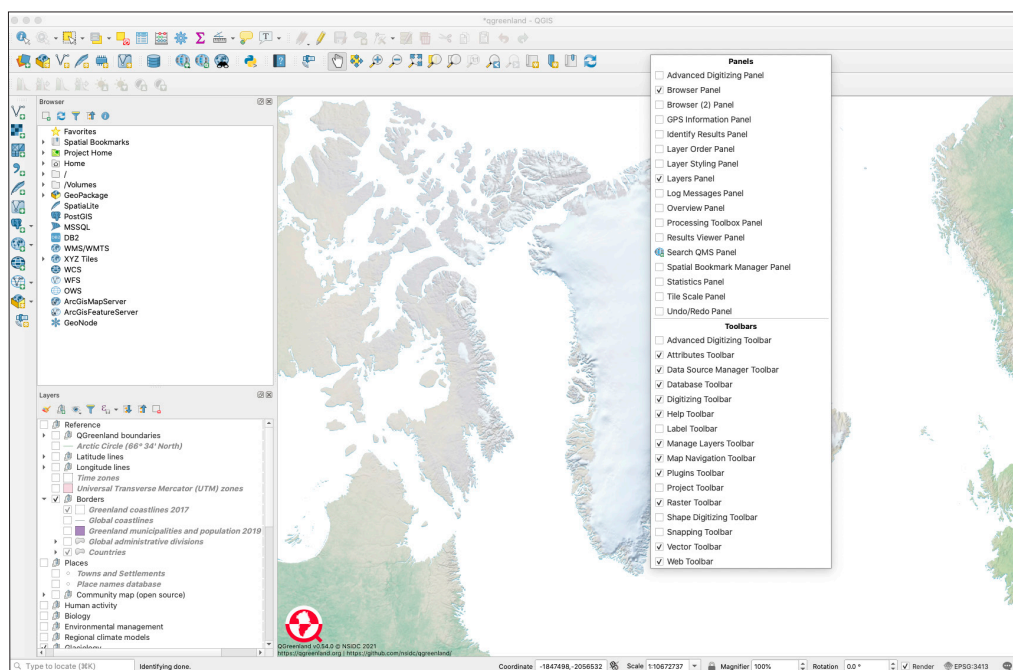 *qgreenland - QGIS
Browser
Favorites
Spatial Bookmarks
Project Home
Home
/
/Volumes
GeoPackage
SpatiaLite
PostGIS
MSSQL
DB2
WMS/WMTS
XYZ Tiles
WCS
WFS
OWS
ArcGisMapServer
ArcGisFeatureServer
GeoNode
Layers
Reference
QGreenland boundaries
Arctic Circle (66° 34' North)
Latitude lines
Longitude lines
Time zones
Universal Transverse Mercator (UTM) zones
Borders
Greenland coastlines 2017
Global coastlines
Greenland municipalities and population 2019
Global administrative divisions
Countries
Places
Towns and Settlements
Place names database
Community map (open source)
Human activity
Biology
Environmental management
Regional climate models
Glaciology
Panels
Advanced Digitizing Panel
Browser Panel
Browser (2) Panel
GPS Information Panel
Identify Results Panel
Layer Order Panel
Layer Styling Panel
Layers Panel
Log Messages Panel
Overview Panel
Processing Toolbox Panel
Results Viewer Panel
Search QMS Panel
Spatial Bookmark Manager Panel
Statistics Panel
Tile Scale Panel
Undo/Redo Panel
Toolbars
Advanced Digitizing Toolbar
Attributes Toolbar
Data Source Manager Toolbar
Database Toolbar
Digitizing Toolbar
Help Toolbar
Label Toolbar
Manage Layers Toolbar
Map Navigation Toolbar
Plugins Toolbar
Project Toolbar
Raster Toolbar
Shape Digitizing Toolbar
Snapping Toolbar
Vector Toolbar
Web Toolbar
QGreenland v0.54.0 @ NSIDC 2021
https://qgreenland.org | https://github.com/nsidc/qgreenland/
Type to locate (⌘K) Identifying done. Coordinate -1847498,-2056532 Scale 1:10672737 Magnifier 100% Rotation 0.0 ° Render EPSG:3413